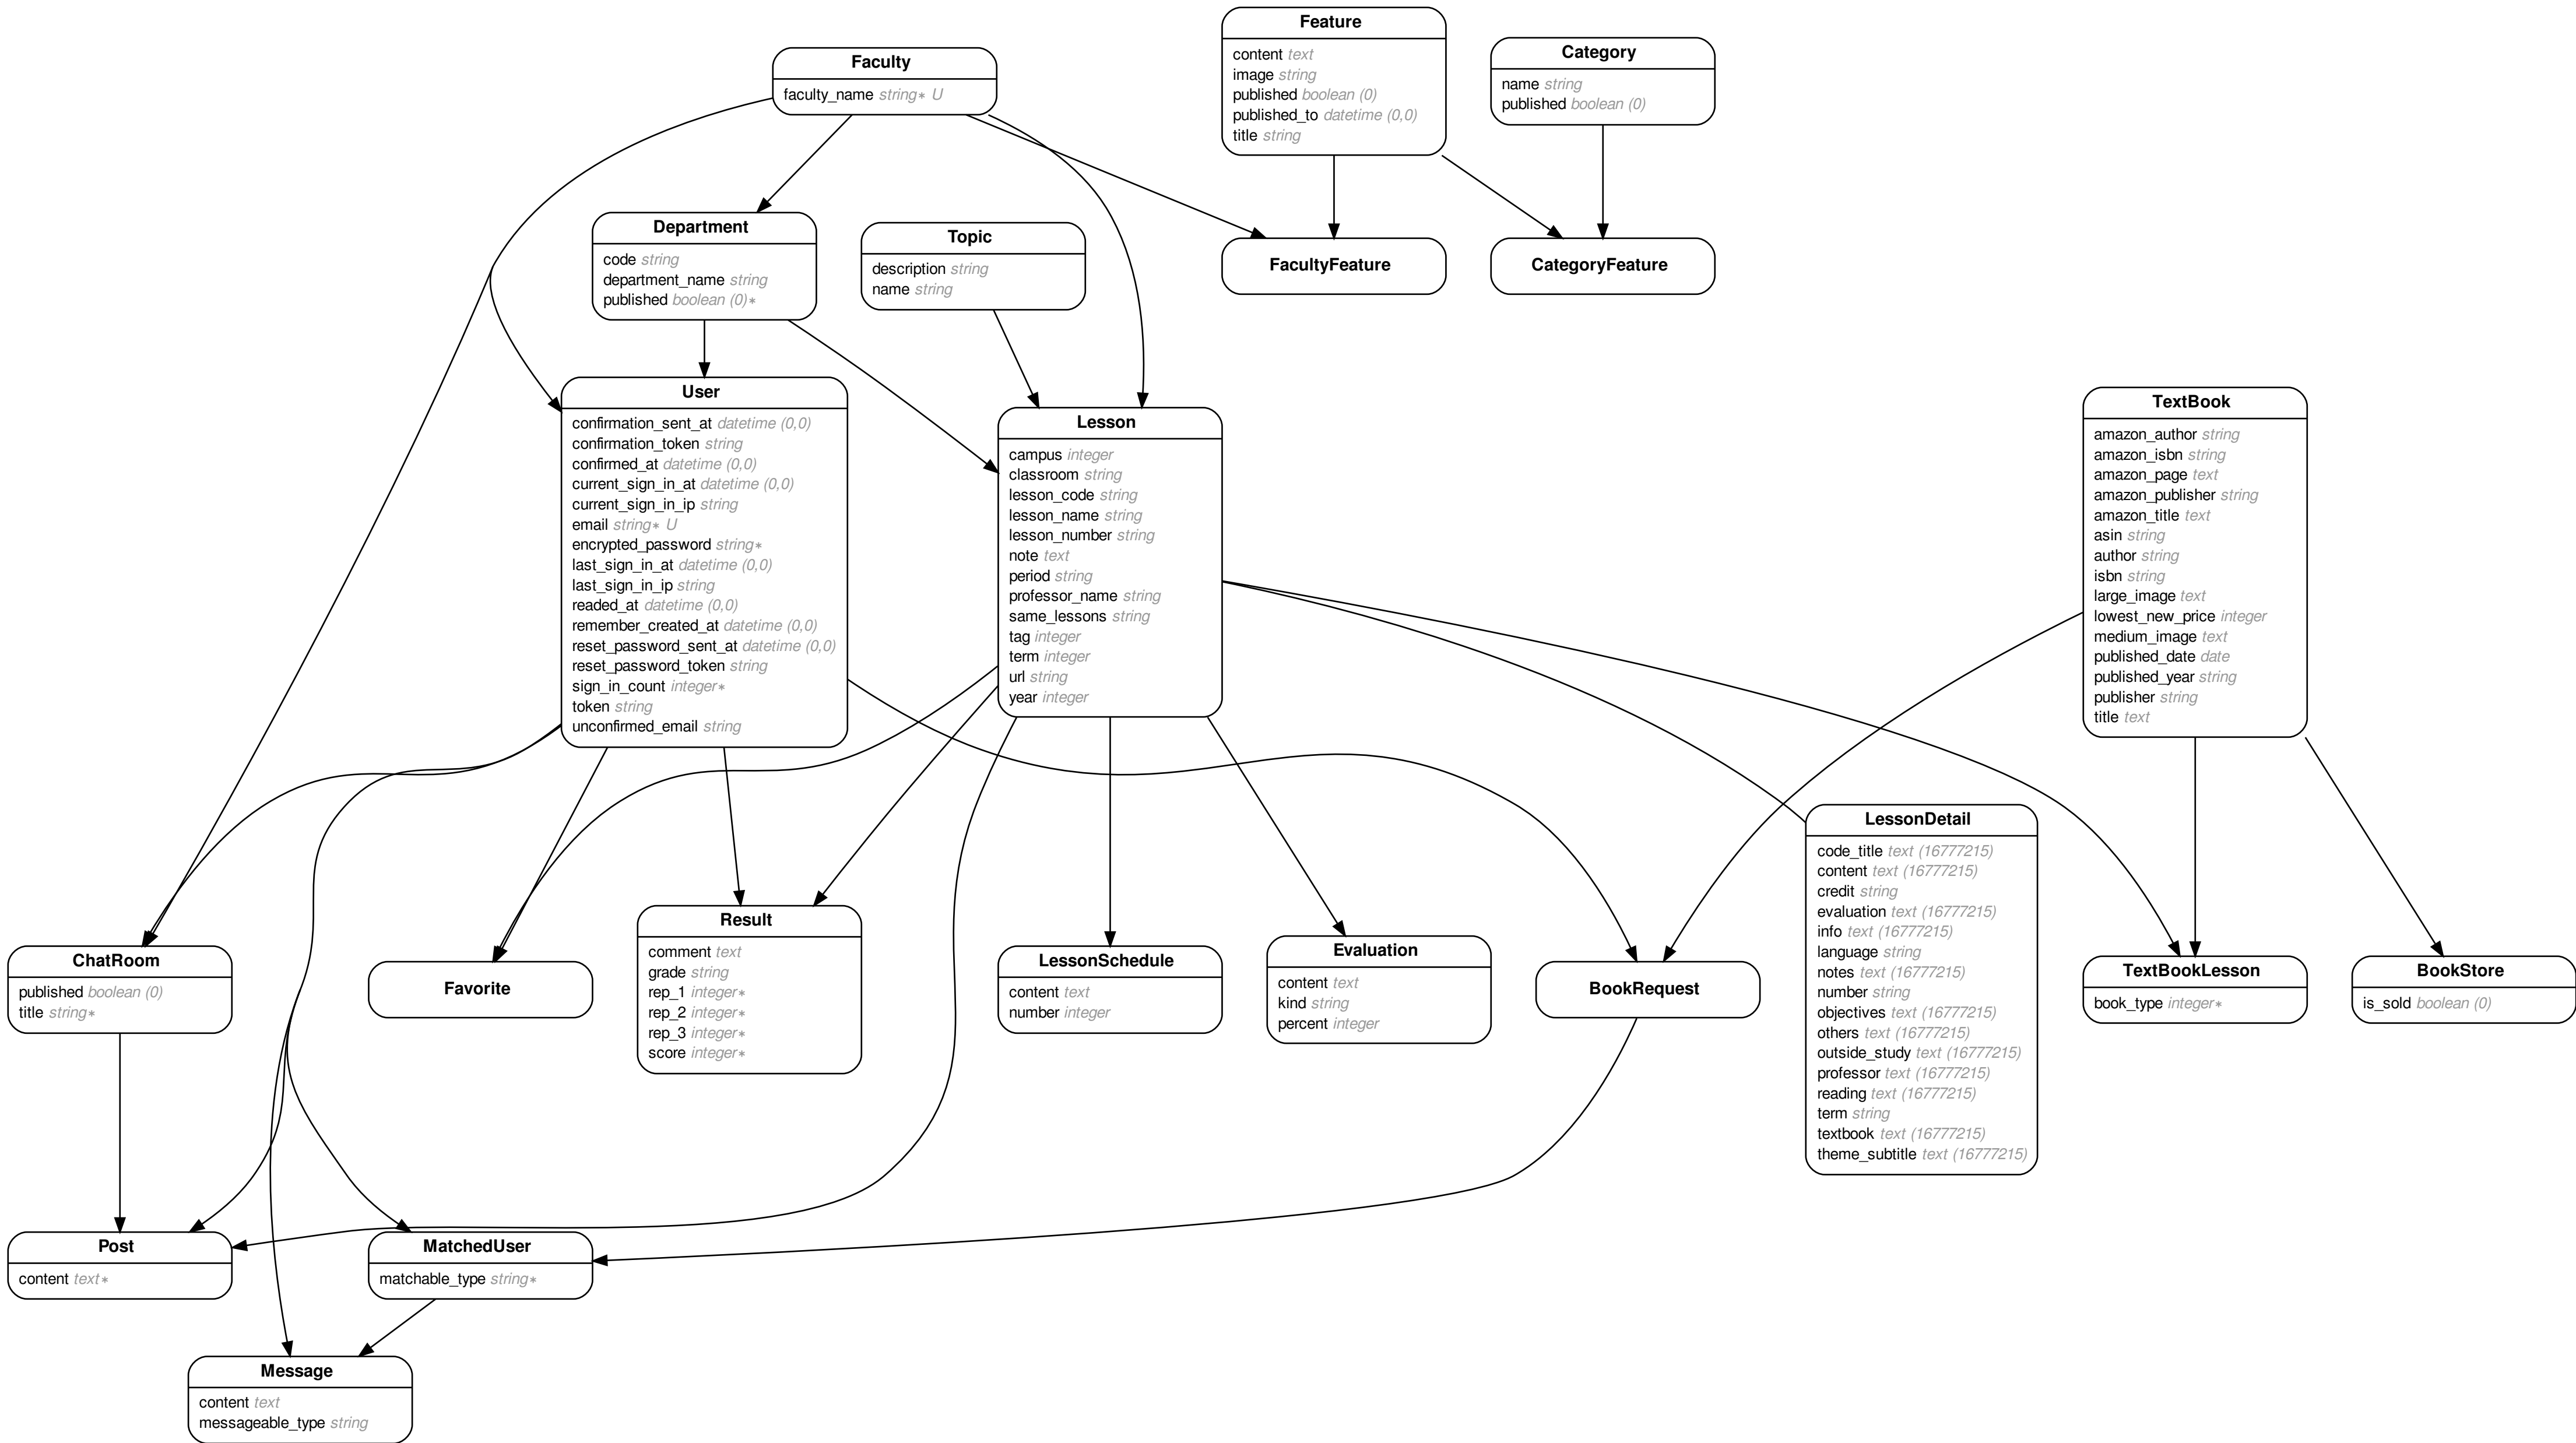 Feature
content text
image string
published boolean (0)
published_to datetime (0,0)
title string
Category
name string
published boolean (0)
Faculty
faculty_name string∗ U
Department
code string
department_name string
published boolean (0)∗
Topic
description string
name string
FacultyFeature
CategoryFeature
User
confirmation_sent_at datetime (0,0)
confirmation_token string
confirmed_at datetime (0,0)
current_sign_in_at datetime (0,0)
current_sign_in_ip string
email string∗ U
encrypted_password string∗
last_sign_in_at datetime (0,0)
last_sign_in_ip string
readed_at datetime (0,0)
remember_created_at datetime (0,0)
reset_password_sent_at datetime (0,0)
reset_password_token string
sign_in_count integer∗
token string
unconfirmed_email string
Lesson
campus integer
classroom string
lesson_code string
lesson_name string
lesson_number string
note text
period string
professor_name string
same_lessons string
tag integer
term integer
url string
year integer
TextBook
amazon_author string
amazon_isbn string
amazon_page text
amazon_publisher string
amazon_title text
asin string
author string
isbn string
large_image text
lowest_new_price integer
medium_image text
published_date date
published_year string
publisher string
title text
ChatRoom
published boolean (0)
title string∗
Favorite
Result
comment text
grade string
rep_1 integer∗
rep_2 integer∗
rep_3 integer∗
score integer∗
LessonSchedule
content text
number integer
Evaluation
content text
kind string
percent integer
BookRequest
LessonDetail
code_title text (16777215)
content text (16777215)
credit string
evaluation text (16777215)
info text (16777215)
language string
notes text (16777215)
number string
objectives text (16777215)
others text (16777215)
outside_study text (16777215)
professor text (16777215)
reading text (16777215)
term string
textbook text (16777215)
theme_subtitle text (16777215)
TextBookLesson
book_type integer∗
BookStore
is_sold boolean (0)
Post
content text∗
MatchedUser
matchable_type string∗
Message
content text
messageable_type string